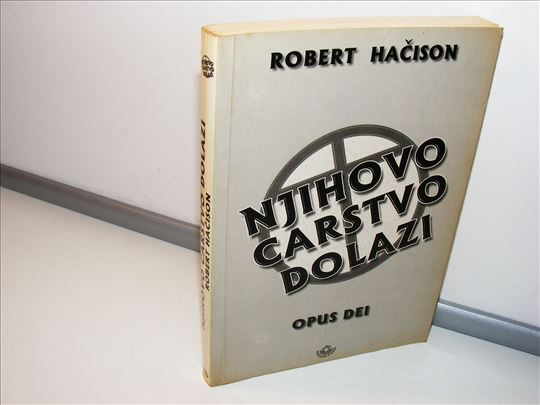 ROBERT HAČISON
NJIHOVO
CARSTVO
DOLAZI
OPUS DEI
NJIHOVO CARSTVO DOLAZI
ROBERT HAČISON